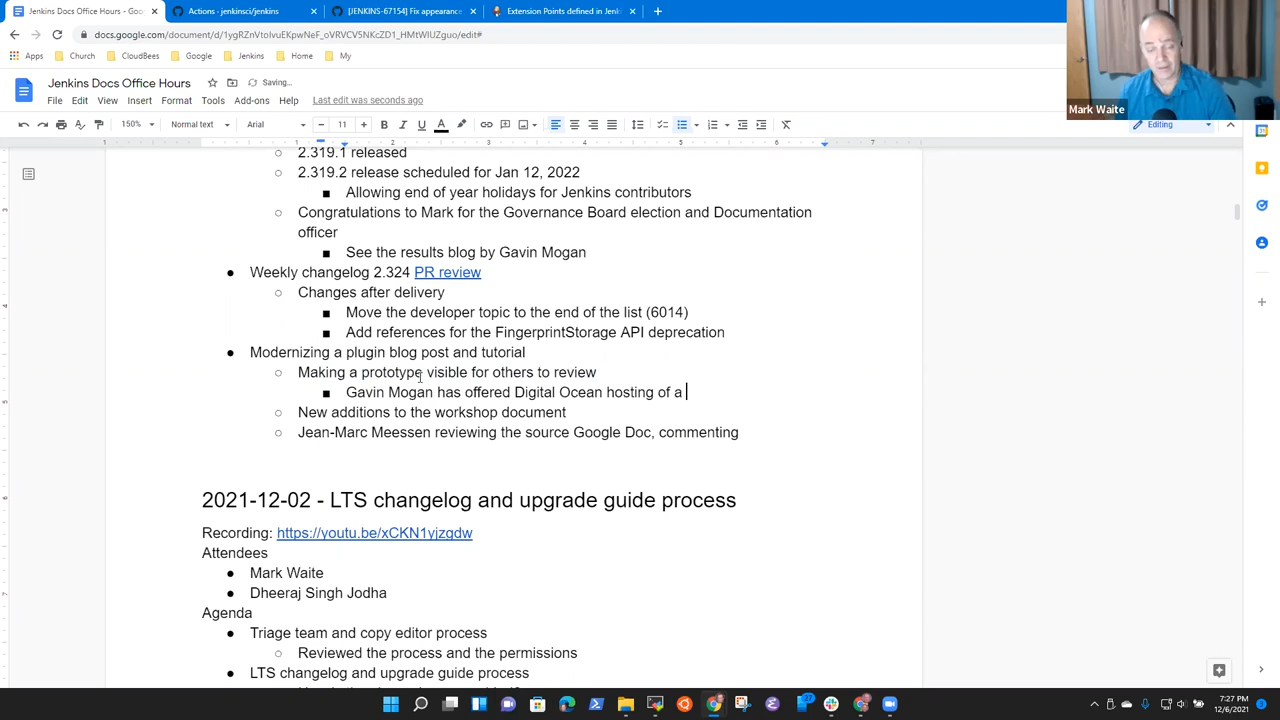 Jenkins Docs Office Hours - Goo
Actions · jenkinsci/jenkins
[JENKINS-67154] Fix appearance
Extension Points defined in Jenk
docs.google.com/document/d/1ygRZnVtoIvuEKpwNeF_oVRVCV5NKcZD1_HMtWIUZguo/edit#
Apps
Church
CloudBees
Google
Jenkins
Home
My
Mark Waite
Jenkins Docs Office Hours
Saving...
File Edit View Insert Format Tools Add-ons Help Last edit was seconds ago
150% Normal text Arial 11 Editing
1 1 2 3 4 5 6 7
2.319.1 released
2.319.2 release scheduled for Jan 12, 2022
Allowing end of year holidays for Jenkins contributors
Congratulations to Mark for the Governance Board election and Documentation
officer
See the results blog by Gavin Mogan
Weekly changelog 2.324 PR review
Changes after delivery
Move the developer topic to the end of the list (6014)
Add references for the FingerprintStorage API deprecation
Modernizing a plugin blog post and tutorial
Making a prototype visible for others to review
Gavin Mogan has offered Digital Ocean hosting of a
New additions to the workshop document
Jean-Marc Meessen reviewing the source Google Doc, commenting
2021-12-02 - LTS changelog and upgrade guide process
Recording: https://youtu.be/xCKN1yjzgdw
Attendees
Mark Waite
Dheeraj Singh Jodha
Agenda
Triage team and copy editor process
Reviewed the process and the permissions
LTS changelog and upgrade guide process
27
7:27 PM
12/6/2021